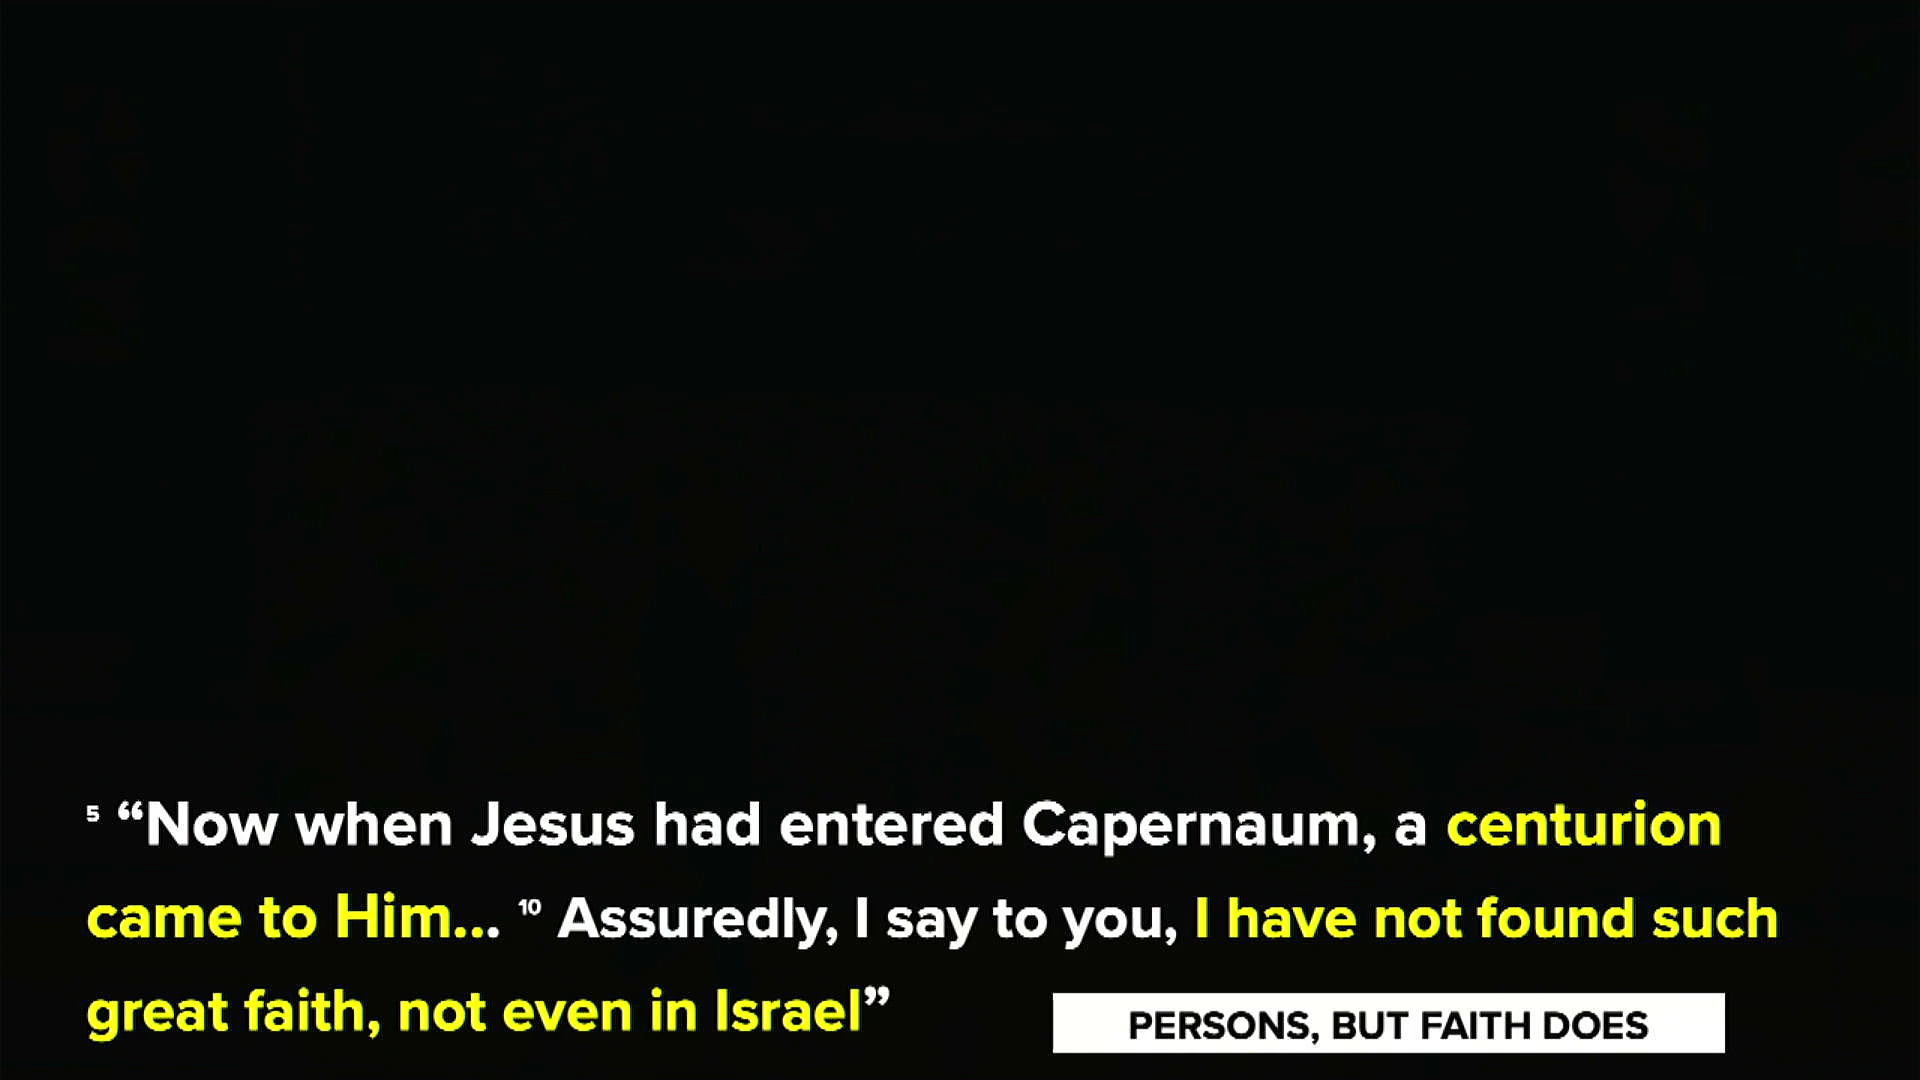 5 “Now when Jesus had entered Capernaum, a centurion
came to Him... 10 Assuredly, I say to you, I have not found such
great faith, not even in Israel”
PERSONS, BUT FAITH DOES